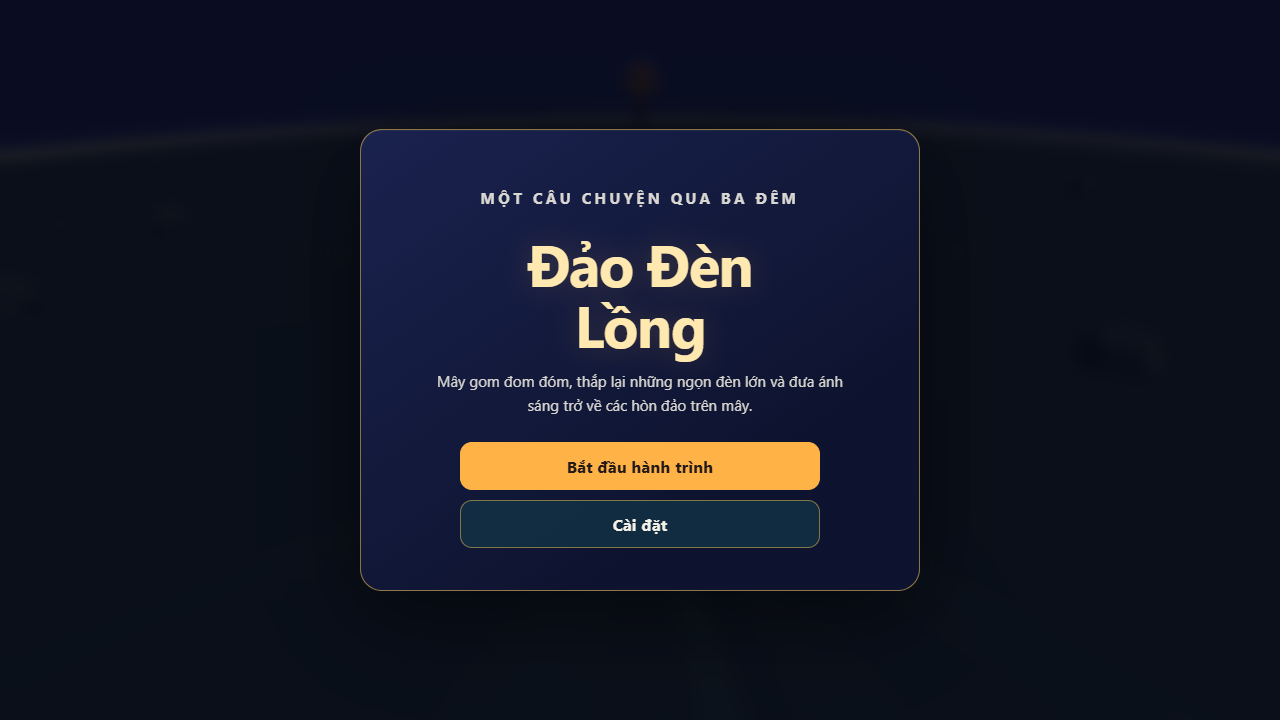 MỘT CÂU CHUYỆN QUA BA ĐÊM
Đảo Đèn
Lồng
Mây gom đom đóm, thắp lại những ngọn đèn lớn và đưa ánh
sáng trở về các hòn đảo trên mây.
Bắt đầu hành trình
Cài đặt